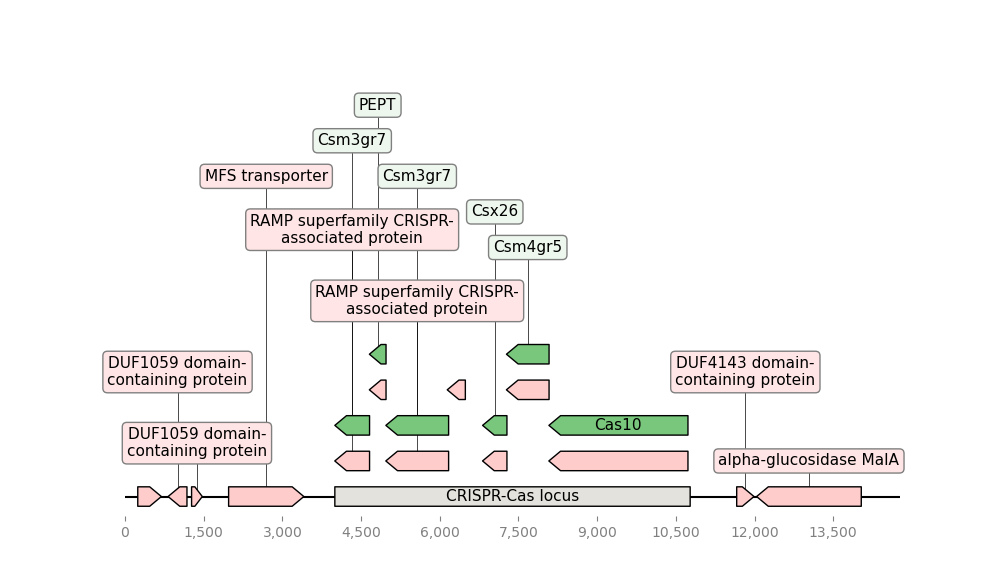 PEPT
Csm3gr7
MFS transporter
Csm3gr7
Csx26
RAMP superfamily CRISPR-
associated protein
Csm4gr5
RAMP superfamily CRISPR-
associated protein
DUF1059 domain-
containing protein
DUF4143 domain-
containing protein
Cas10
DUF1059 domain-
containing protein
alpha-glucosidase MalA
CRISPR-Cas locus
0
1,500
3,000
4,500
6,000
7,500
9,000
10,500
12,000
13,500